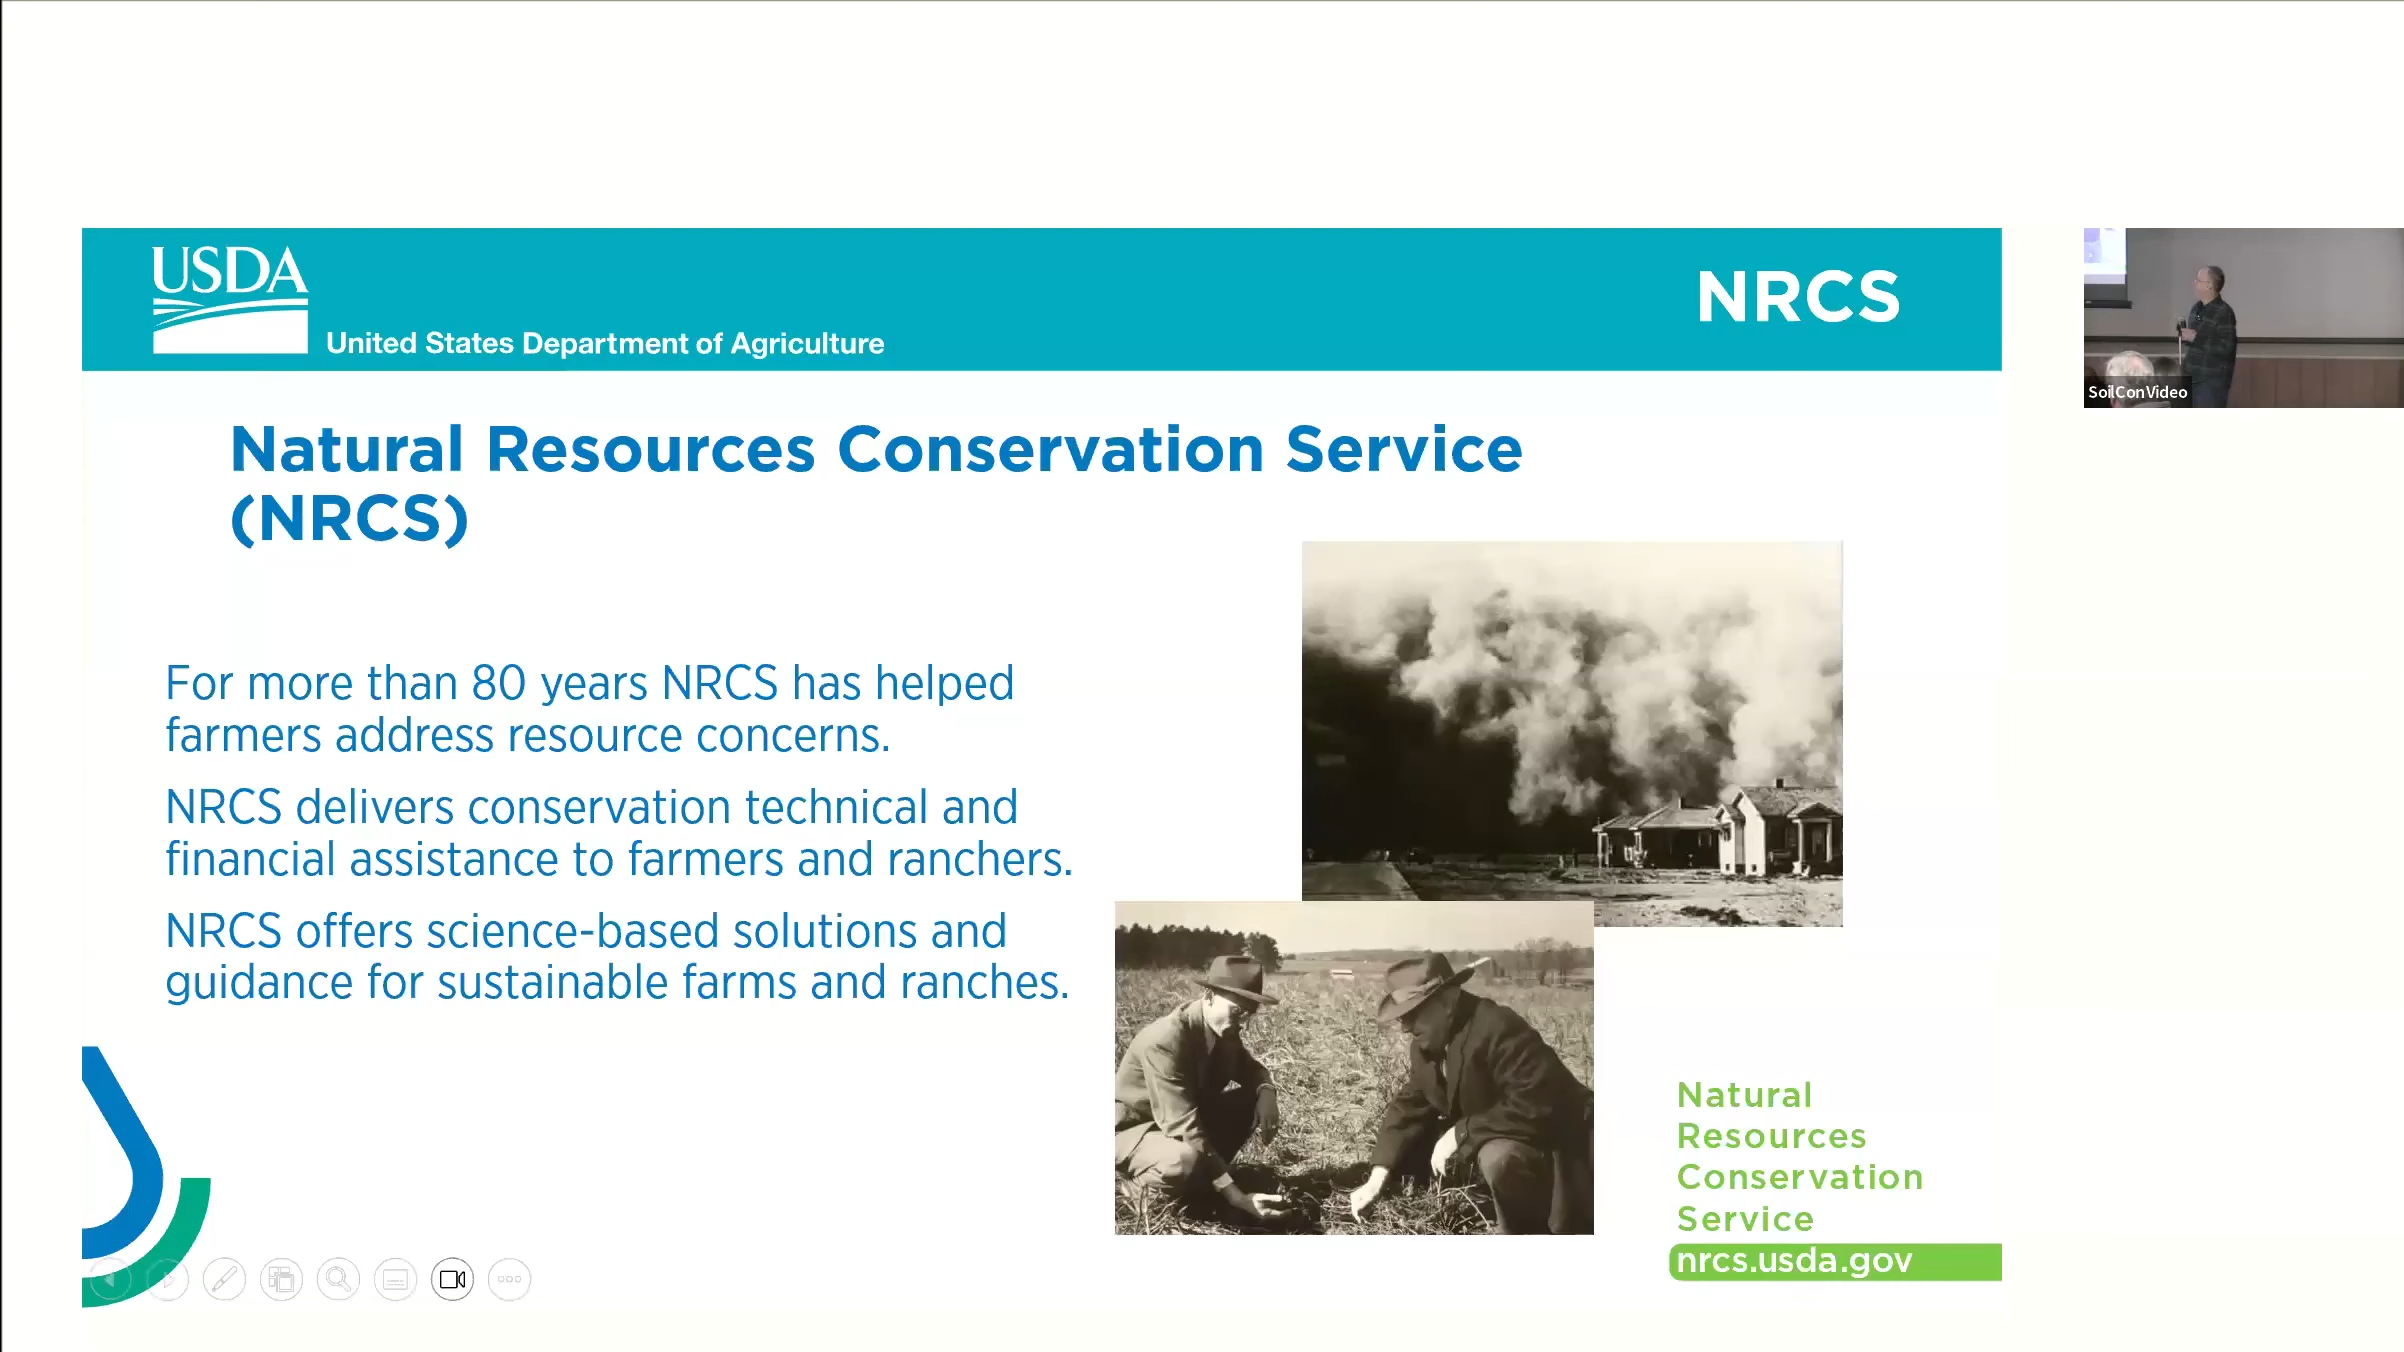 USDA
United States Department of Agriculture
NRCS
SoilConVideo
Natural Resources Conservation Service
(NRCS)
For more than 80 years NRCS has helped
farmers address resource concerns.
NRCS delivers conservation technical and
financial assistance to farmers and ranchers.
NRCS offers science-based solutions and
guidance for sustainable farms and ranches.
Natural
Resources
Conservation
Service
nrcs.usda.gov